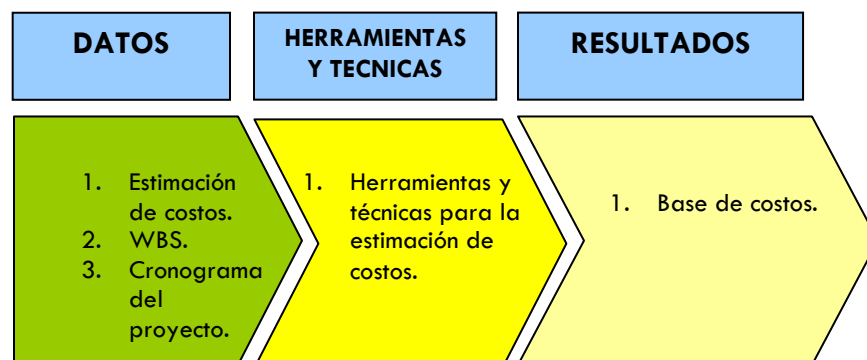 DATOS
HERRAMIENTAS
Y TECNICAS
RESULTADOS
1. Estimación
de costos.
2. WBS.
3. Cronograma
del
proyecto.
1. Herramientas y
técnicas para la
estimación de
costos.
1. Base de costos.